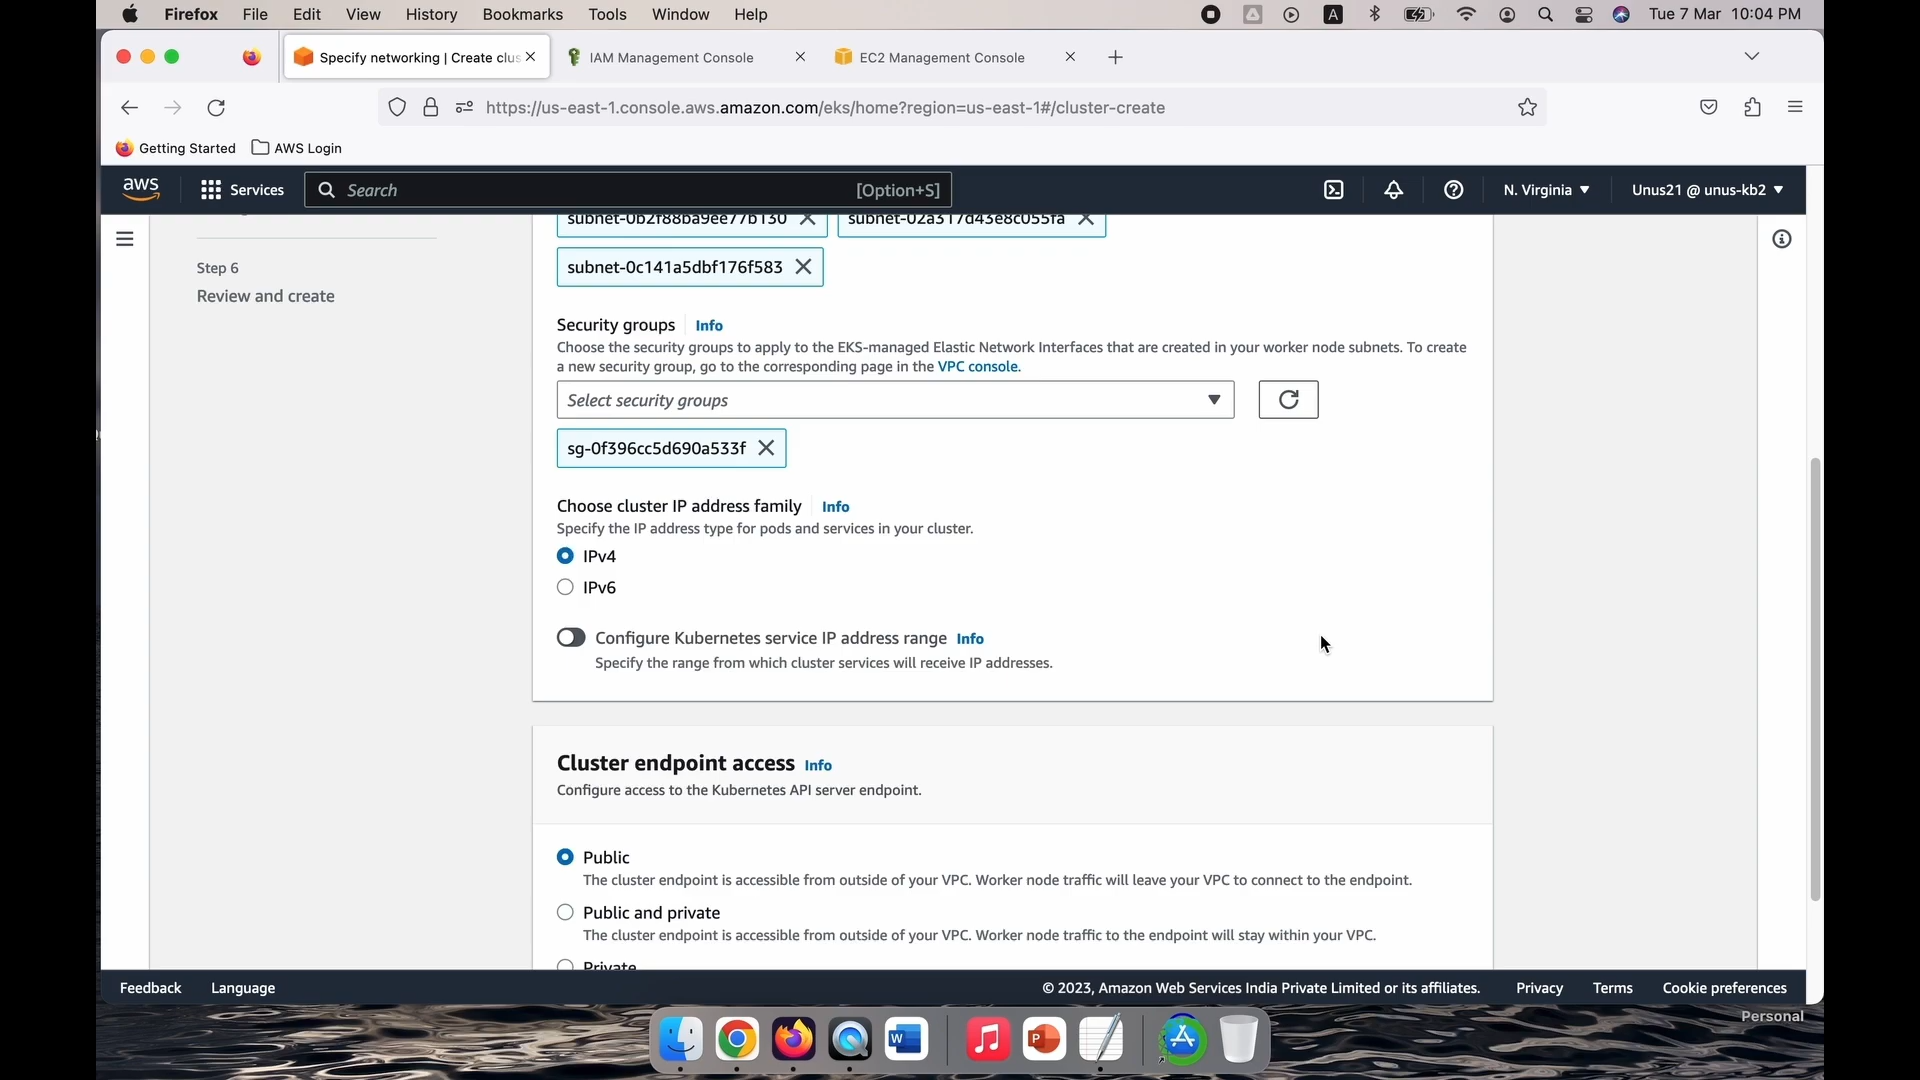 Firefox File Edit View History Bookmarks Tools Window Help A Tue 7 Mar 10:04 PM
Specify networking | Create clus IAM Management Console EC2 Management Console
https://us-east-1.console.aws.amazon.com/eks/home?region=us-east-1#/cluster-create
Getting Started AWS Login
aws Services Search [Option+S] N. Virginia Unus21 @ unus-kb2
subnet-0b2f88ba9ee77b130 subnet-02a317d43e8c055fa
subnet-0c141a5dbf176f583
Step 6
Review and create
Security groups Info
Choose the security groups to apply to the EKS-managed Elastic Network Interfaces that are created in your worker node subnets. To create
a new security group, go to the corresponding page in the VPC console.
Select security groups
sg-0f396cc5d690a533f
Choose cluster IP address family Info
Specify the IP address type for pods and services in your cluster.
IPv4
IPv6
Configure Kubernetes service IP address range Info
Specify the range from which cluster services will receive IP addresses.
Cluster endpoint access Info
Configure access to the Kubernetes API server endpoint.
Public
The cluster endpoint is accessible from outside of your VPC. Worker node traffic will leave your VPC to connect to the endpoint.
Public and private
The cluster endpoint is accessible from outside of your VPC. Worker node traffic to the endpoint will stay within your VPC.
Private
Feedback Language © 2023, Amazon Web Services India Private Limited or its affiliates. Privacy Terms Cookie preferences
Personal
W P